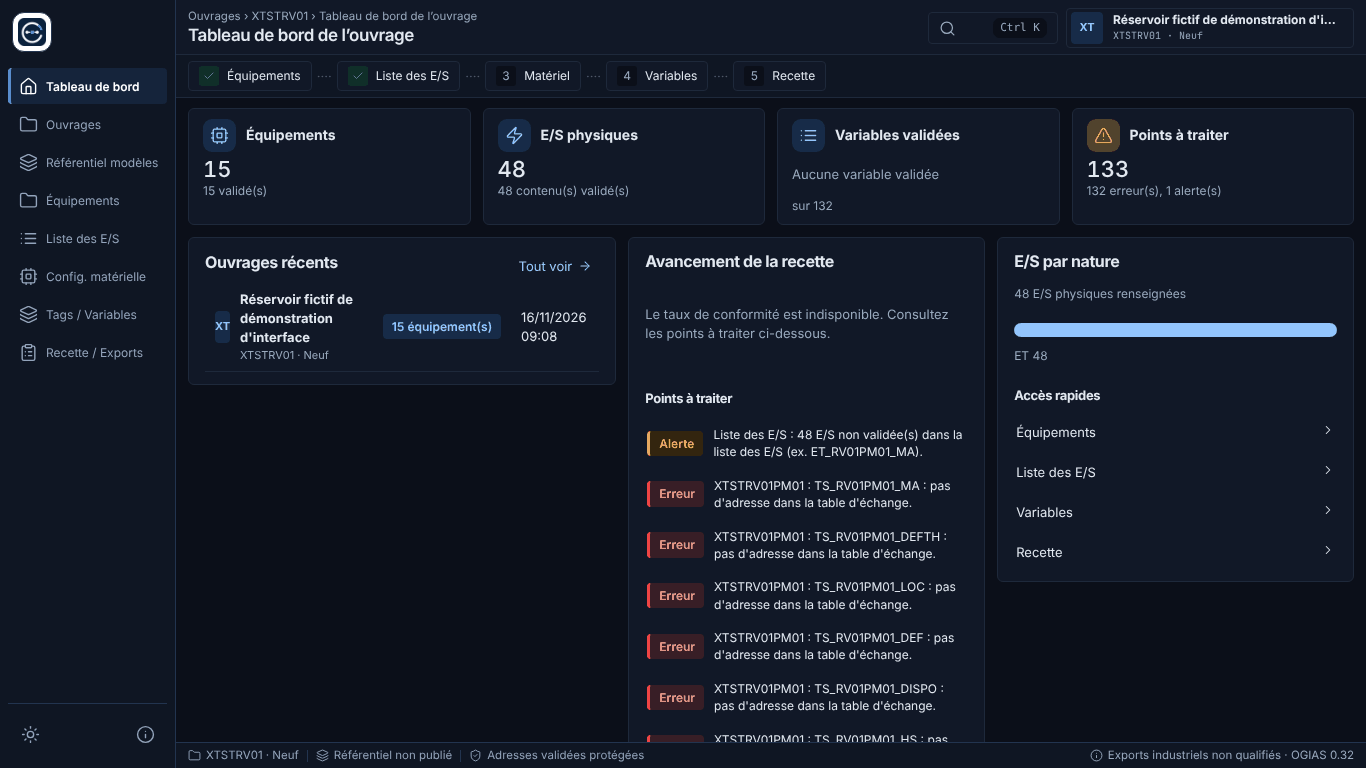 Ouvrages › XTSTRV01 › Tableau de bord de l’ouvrage
Tableau de bord de l’ouvrage
Ctrl K
XT
Réservoir fictif de démonstration d'i...
XTSTRV01 · Neuf
Tableau de bord
Ouvrages
Référentiel modèles
Équipements
Liste des E/S
Config. matérielle
Tags / Variables
Recette / Exports
Équipements
Liste des E/S
3 Matériel
4 Variables
5 Recette
Équipements
15
15 validé(s)
E/S physiques
48
48 contenu(s) validé(s)
Variables validées
Aucune variable validée
sur 132
Points à traiter
133
132 erreur(s), 1 alerte(s)
Ouvrages récents
Tout voir
XT
Réservoir fictif de
démonstration
d'interface
XTSTRV01 · Neuf
15 équipement(s)
16/11/2026
09:08
Avancement de la recette
Le taux de conformité est indisponible. Consultez
les points à traiter ci-dessous.
Points à traiter
Alerte
Liste des E/S : 48 E/S non validée(s) dans la
liste des E/S (ex. ET_RV01PM01_MA).
Erreur
XTSTRV01PM01 : TS_RV01PM01_MA : pas
d'adresse dans la table d'échange.
Erreur
XTSTRV01PM01 : TS_RV01PM01_DEFTH :
pas d'adresse dans la table d'échange.
Erreur
XTSTRV01PM01 : TS_RV01PM01_LOC : pas
d'adresse dans la table d'échange.
Erreur
XTSTRV01PM01 : TS_RV01PM01_DEF : pas
d'adresse dans la table d'échange.
Erreur
XTSTRV01PM01 : TS_RV01PM01_DISPO :
pas d'adresse dans la table d'échange.
XTSTRV01PM01 : TS_RV01PM01_HS : pas
E/S par nature
48 E/S physiques renseignées
ET 48
Accès rapides
Équipements
Liste des E/S
Variables
Recette
XTSTRV01 · Neuf
Référentiel non publié
Adresses validées protégées
Exports industriels non qualifiés · OGIAS 0.32